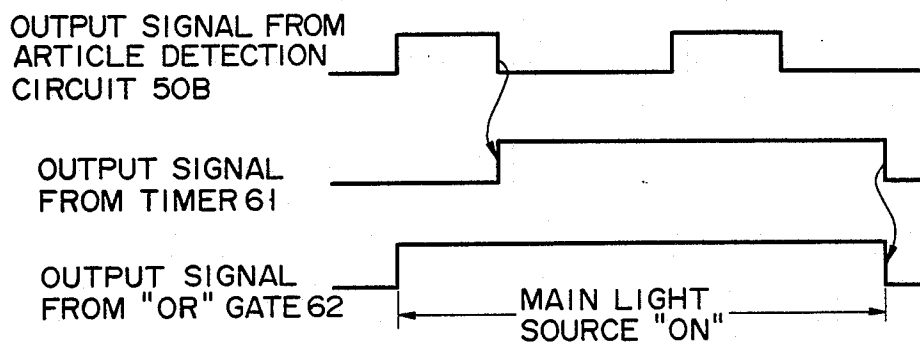 OUTPUT SIGNAL FROM
ARTICLE DETECTION
CIRCUIT 50B
OUTPUT SIGNAL
FROM TIMER 61
OUTPUT SIGNAL
FROM "OR" GATE 62
MAIN LIGHT
SOURCE "ON"